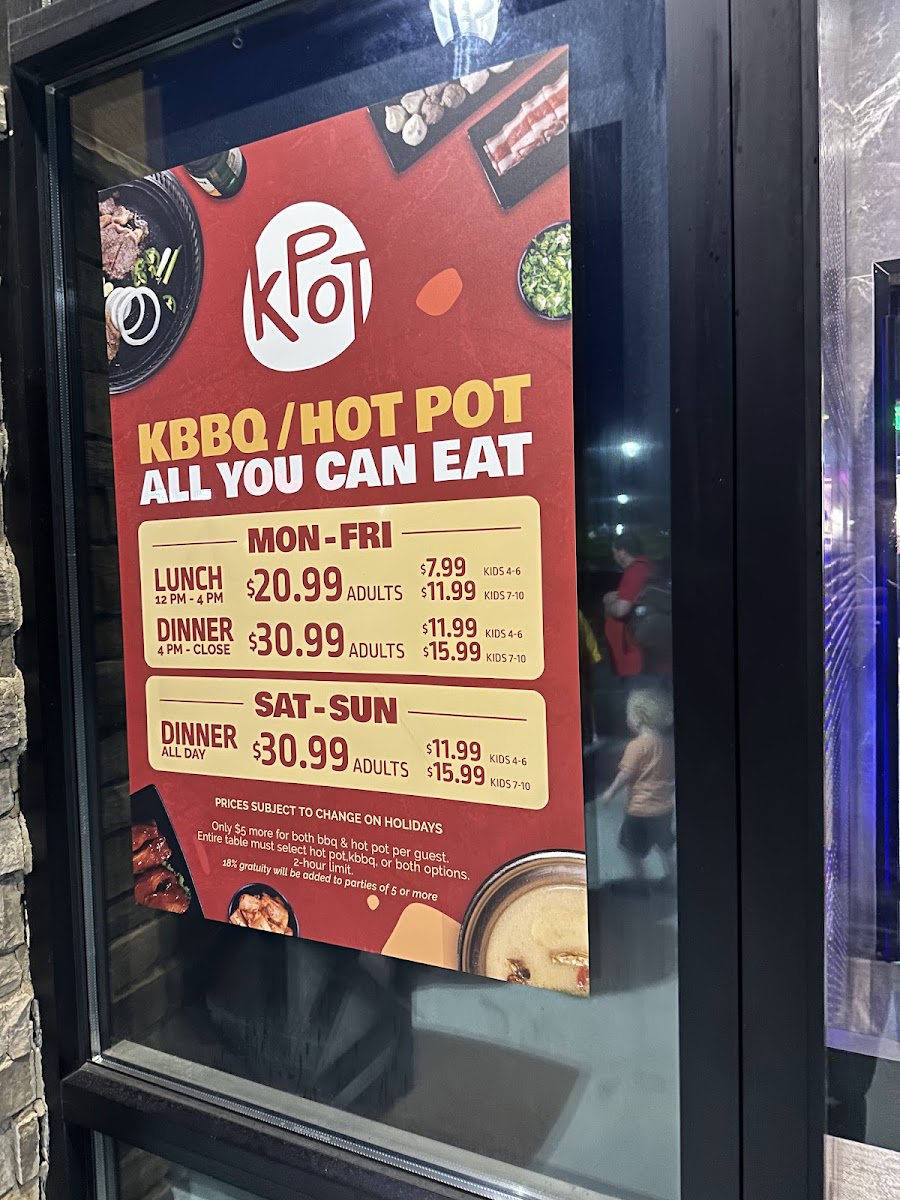 KPOT
KBBQ / HOT POT
ALL YOU CAN EAT
MON - FRI
LUNCH
12 PM - 4 PM
$20.99 ADULTS
$7.99 KIDS 4-6
$11.99 KIDS 7-10
DINNER
4 PM - CLOSE
$30.99 ADULTS
$11.99 KIDS 4-6
$15.99 KIDS 7-10
SAT - SUN
DINNER
ALL DAY
$30.99 ADULTS
$11.99 KIDS 4-6
$15.99 KIDS 7-10
PRICES SUBJECT TO CHANGE ON HOLIDAYS
Only $5 more for both bbq & hot pot per guest.
Entire table must select hot pot,kbbq, or both options.
2-hour limit.
18% gratuity will be added to parties of 5 or more